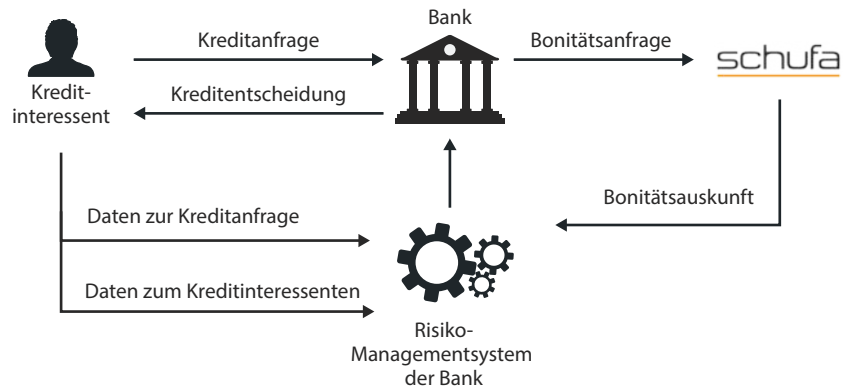 Bank
Kreditanfrage
Bonitätsanfrage
schufa
Kredit-
interessent
Kreditentscheidung
Bonitätsauskunft
Daten zur Kreditanfrage
Daten zum Kreditinteressenten
Risiko-
Managementsystem
der Bank